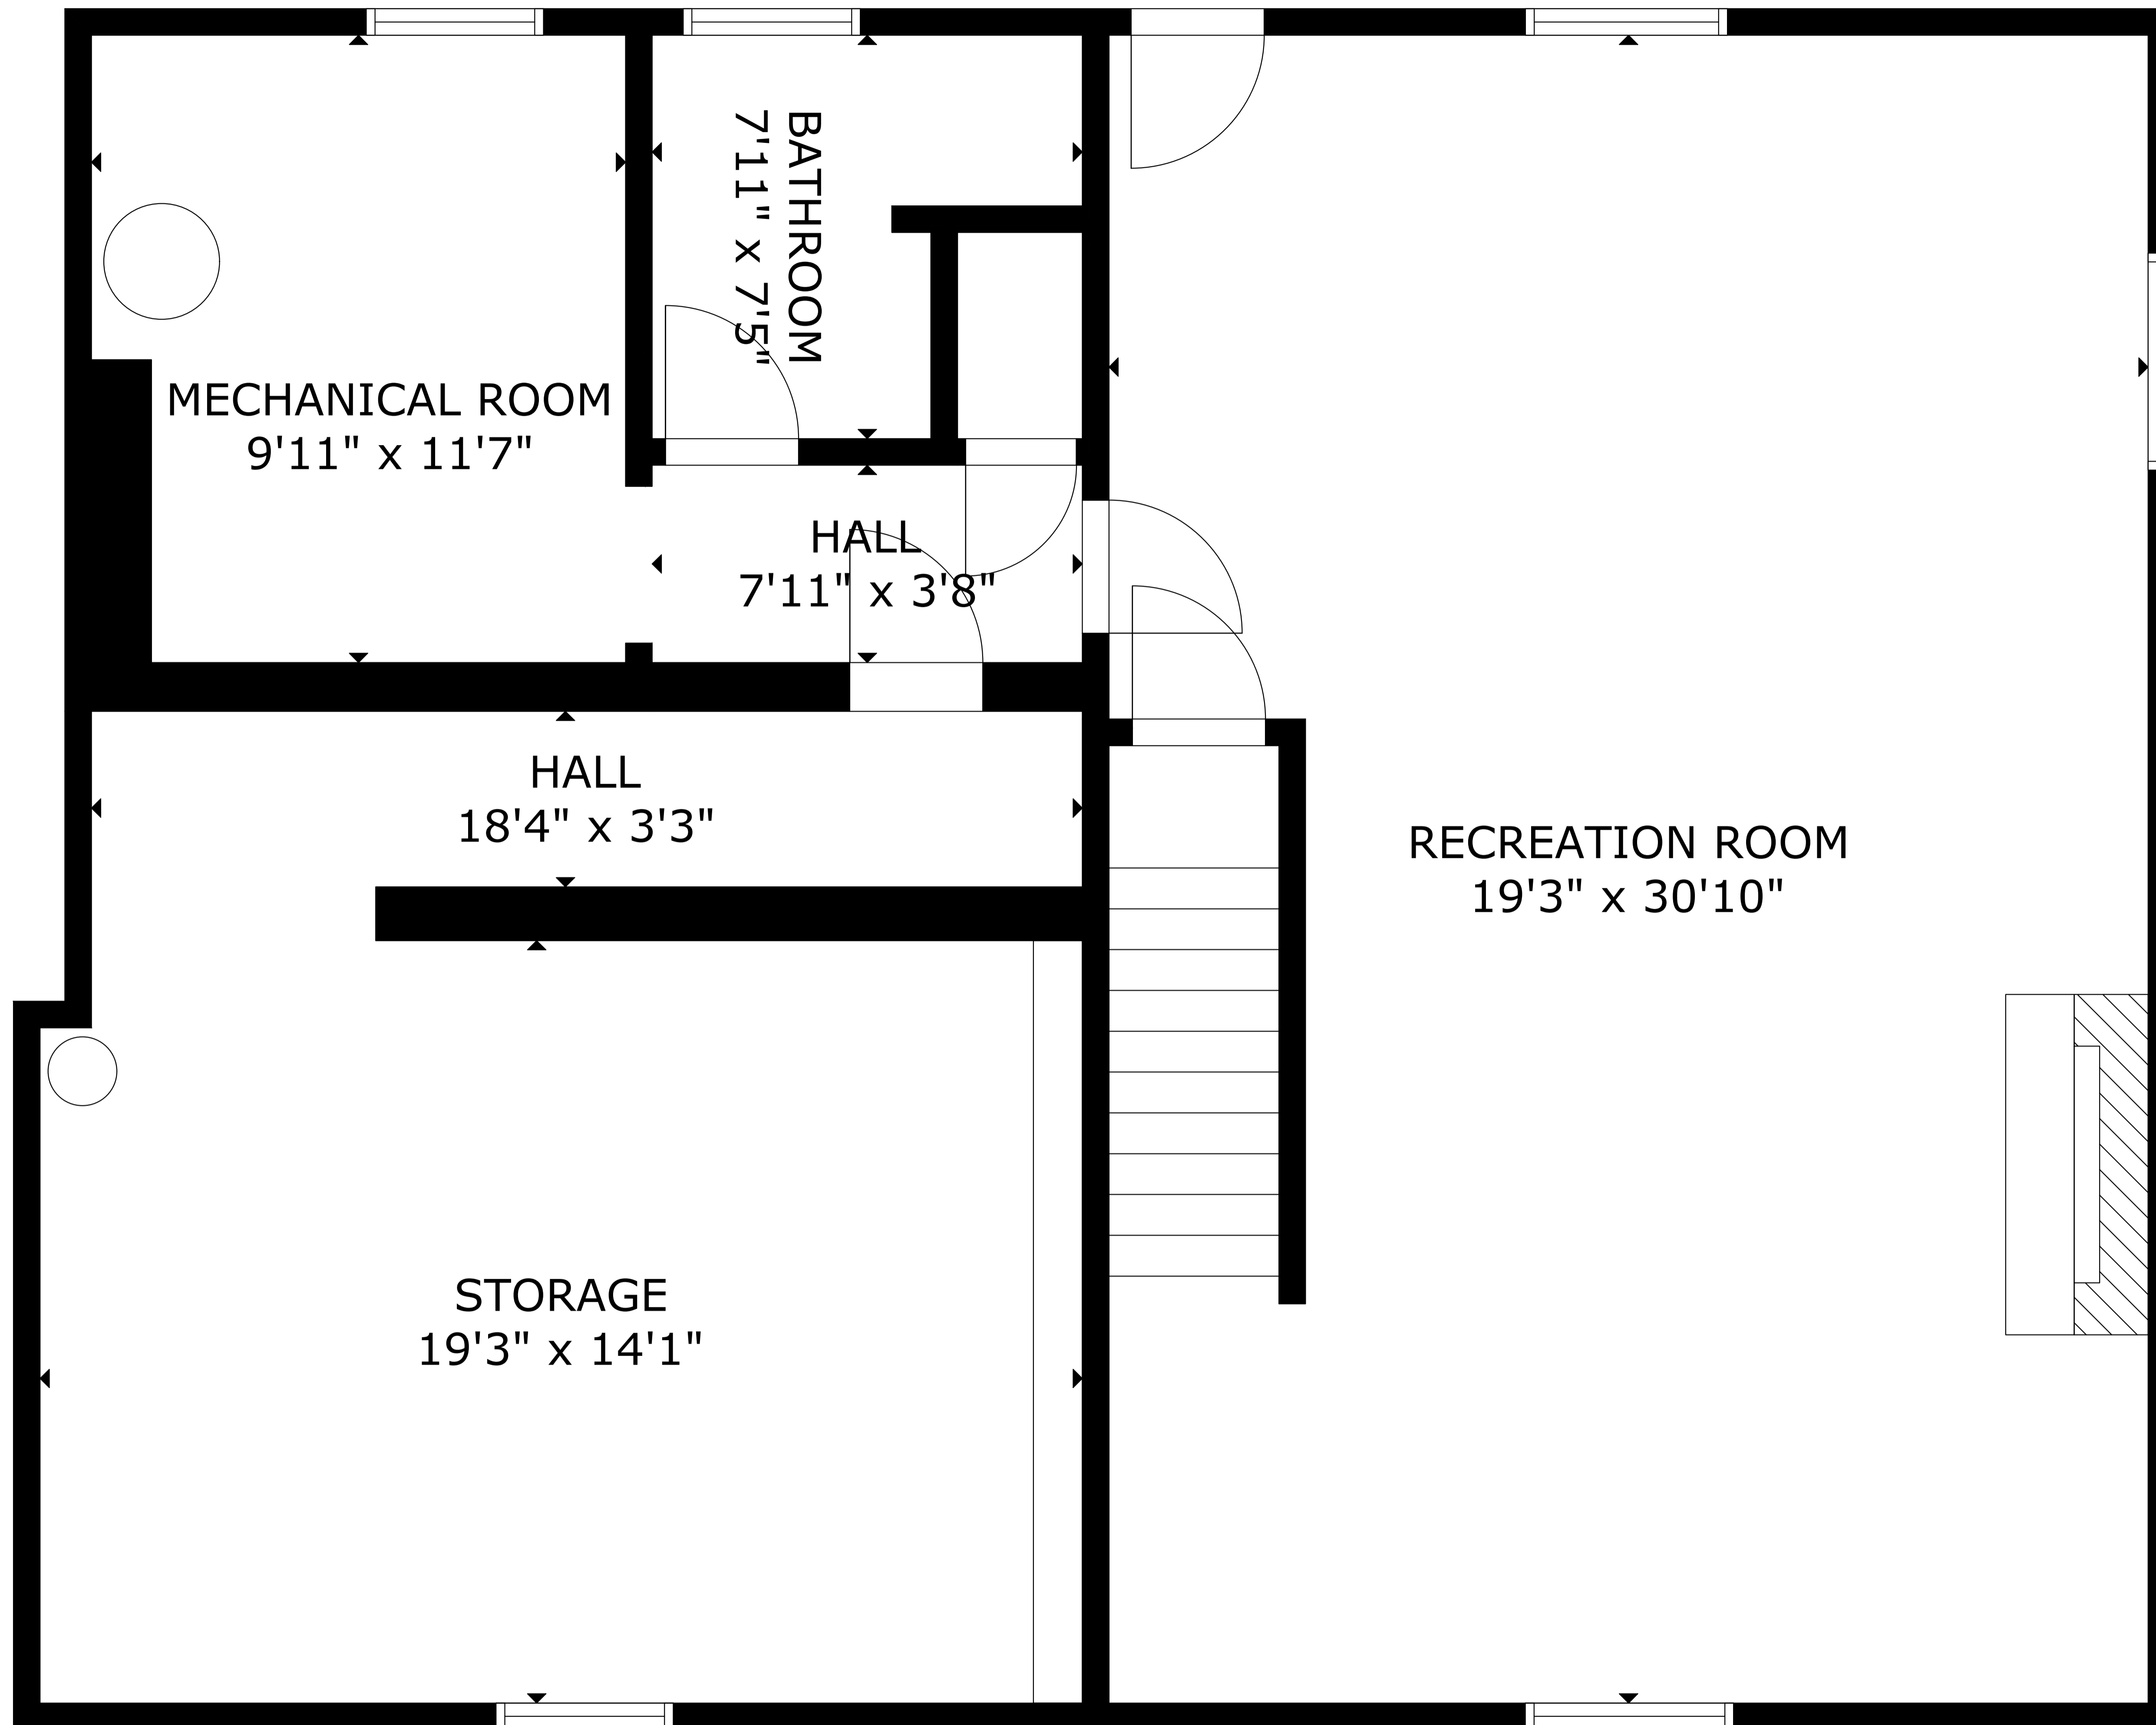 BATHROOM
7'11" x 7'5"
MECHANICAL ROOM
9'11" x 11'7"
HALL
7'11" x 3'8"
HALL
18'4" x 3'3"
RECREATION ROOM
19'3" x 30'10"
STORAGE
19'3" x 14'1"